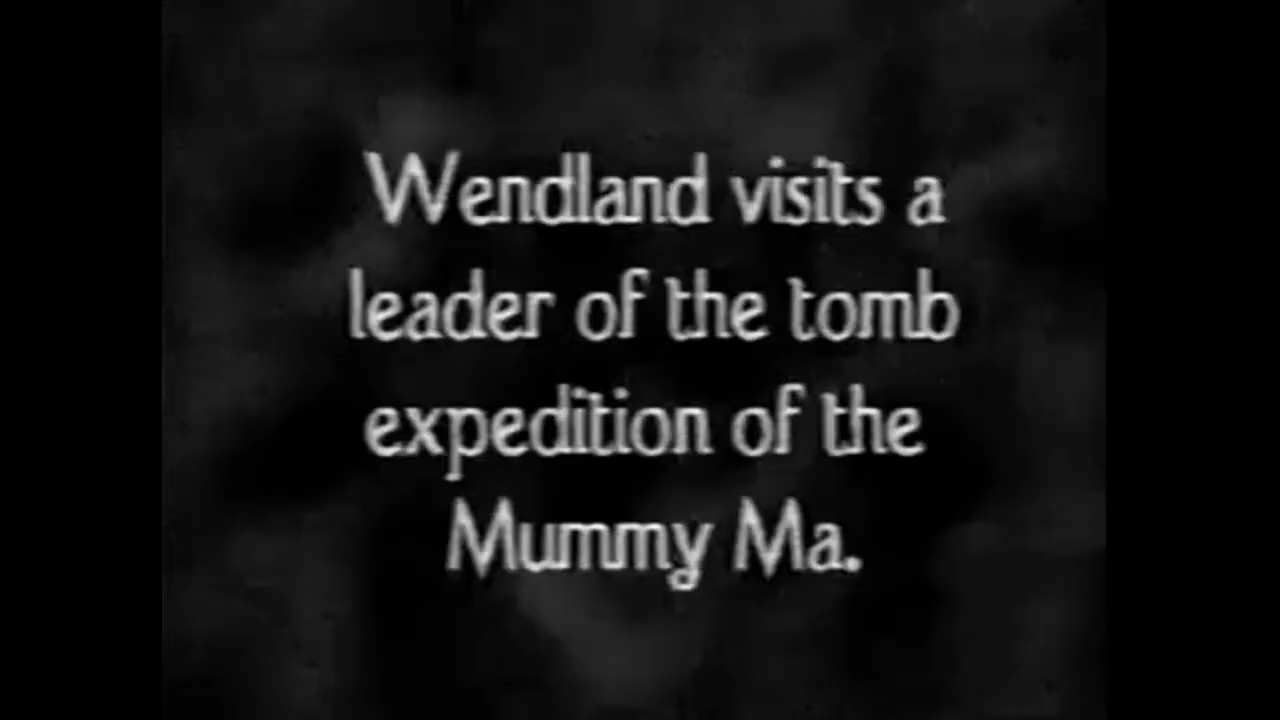 Wendland visits a
leader of the tomb
expedition of the
Mummy Ma.